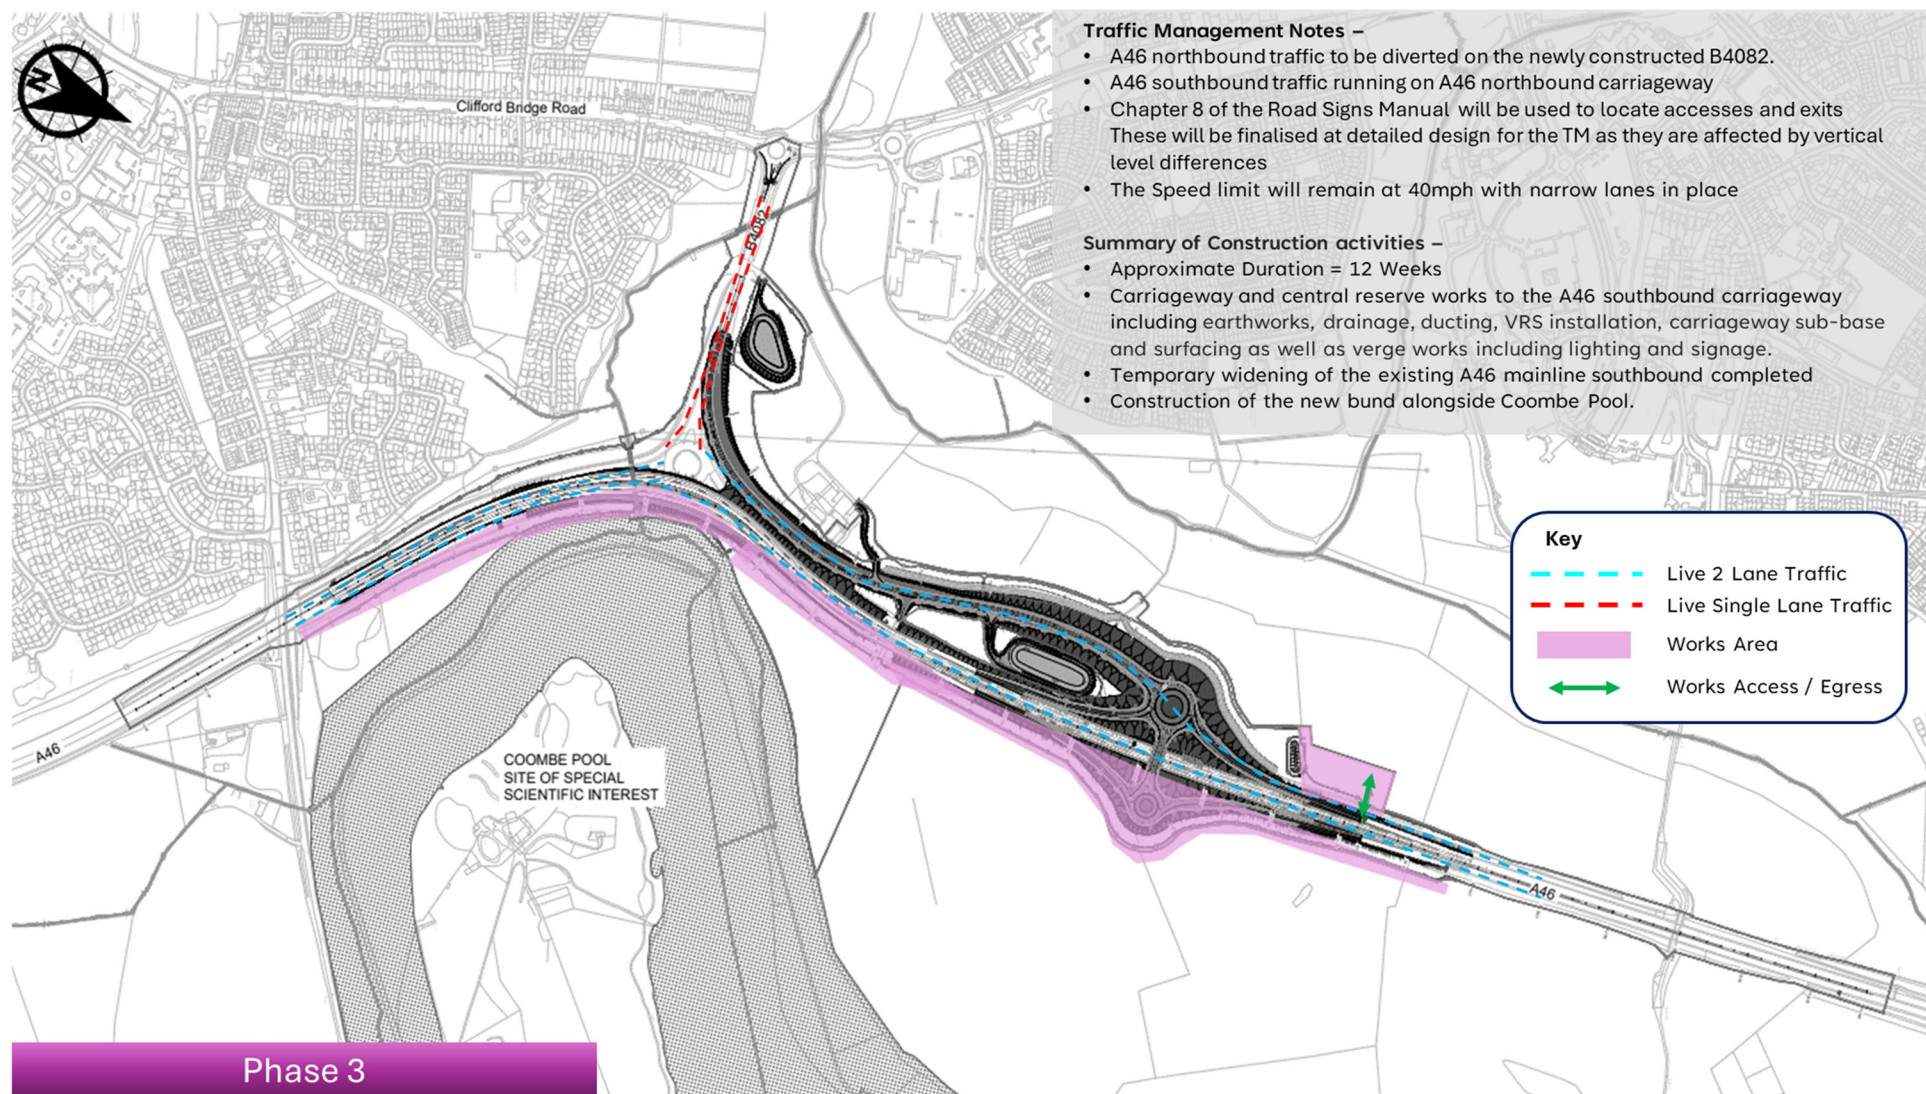 Traffic Management Notes –
• A46 northbound traffic to be diverted on the newly constructed B4082.
• A46 southbound traffic running on A46 northbound carriageway
• Chapter 8 of the Road Signs Manual will be used to locate accesses and exits
These will be finalised at detailed design for the TM as they are affected by vertical
level differences
• The Speed limit will remain at 40mph with narrow lanes in place
Summary of Construction activities –
• Approximate Duration = 12 Weeks
• Carriageway and central reserve works to the A46 southbound carriageway
including earthworks, drainage, ducting, VRS installation, carriageway sub-base
and surfacing as well as verge works including lighting and signage.
• Temporary widening of the existing A46 mainline southbound completed
• Construction of the new bund alongside Coombe Pool.
N
Clifford Bridge Road
B4082
Key
Live 2 Lane Traffic
Live Single Lane Traffic
Works Area
Works Access / Egress
A46
COOMBE POOL
SITE OF SPECIAL
SCIENTIFIC INTEREST
A46
Phase 3